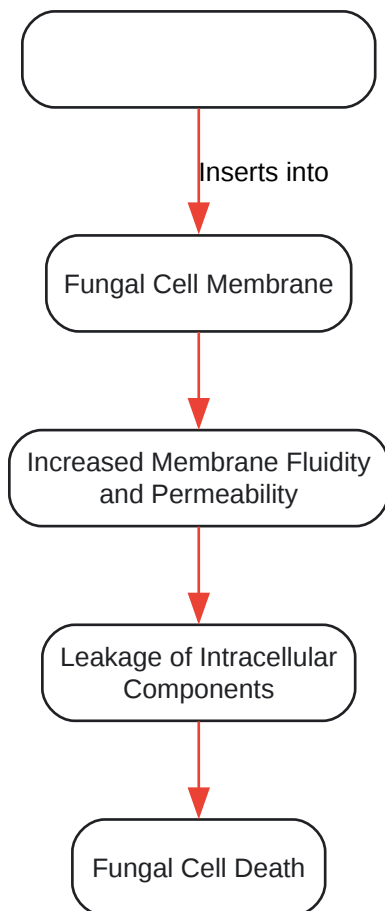 Inserts into
Fungal Cell Membrane
Increased Membrane Fluidity
and Permeability
Leakage of Intracellular
Components
Fungal Cell Death